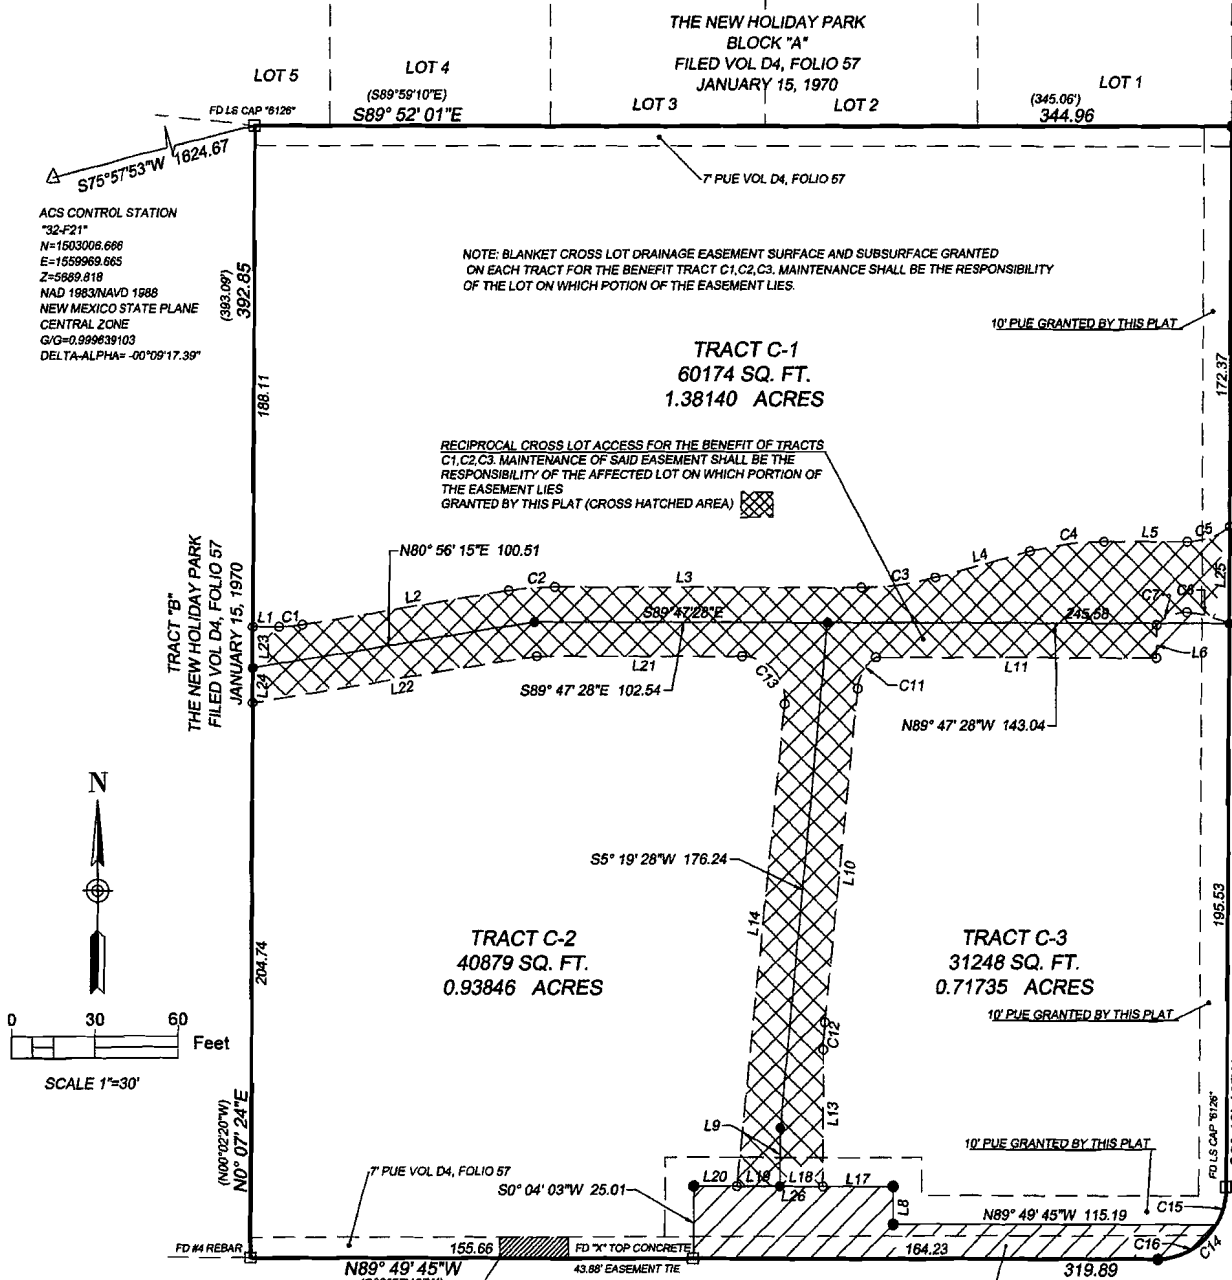 THE NEW HOLIDAY PARK
BLOCK "A"
FILED VOL D4, FOLIO 57
JANUARY 15, 1970
LOT 5
LOT 4
LOT 3
LOT 2
LOT 1
(S89°59'10"E)
S89° 52' 01"E
(345.06')
344.96
FD LS CAP "6126"
S75°57'53"W 1624.67
7' PUE VOL D4, FOLIO 57
ACS CONTROL STATION
"32-F21"
N=1503006.666
E=1559969.665
Z=5689.818
NAD 1983/NAVD 1988
NEW MEXICO STATE PLANE
CENTRAL ZONE
G/G=0.999639103
DELTA-ALPHA= -00°09'17.39"
(393.09')
392.85
188.11
NOTE: BLANKET CROSS LOT DRAINAGE EASEMENT SURFACE AND SUBSURFACE GRANTED
ON EACH TRACT FOR THE BENEFIT TRACT C1,C2,C3. MAINTENANCE SHALL BE THE RESPONSIBILITY
OF THE LOT ON WHICH POTION OF THE EASEMENT LIES.
10' PUE GRANTED BY THIS PLAT
TRACT C-1
60174 SQ. FT.
1.38140 ACRES
172.37
RECIPROCAL CROSS LOT ACCESS FOR THE BENEFIT OF TRACTS
C1,C2,C3. MAINTENANCE OF SAID EASEMENT SHALL BE THE
RESPONSIBILITY OF THE AFFECTED LOT ON WHICH PORTION OF
THE EASEMENT LIES
GRANTED BY THIS PLAT (CROSS HATCHED AREA)
TRACT "B"
THE NEW HOLIDAY PARK
FILED VOL D4, FOLIO 57
JANUARY 15, 1970
N80° 56' 15"E 100.51
L1
C1
L2
C2
L3
C3
L4
C4
L5
C5
L25
L23
L24
S89°47'28"E
245.58
C7
C6
L6
L22
L21
C13
C11
L11
S89° 47' 28"E 102.54
N89° 47' 28"W 143.04
N
S5° 19' 28"W 176.24
L10
L14
195.53
TRACT C-2
40879 SQ. FT.
0.93846 ACRES
TRACT C-3
31248 SQ. FT.
0.71735 ACRES
204.74
10' PUE GRANTED BY THIS PLAT
0 30 60
Feet
SCALE 1"=30'
C12
L13
L9
(N00°02'20"W)
N0° 07' 24"E
FD LS CAP "6126"
10' PUE GRANTED BY THIS PLAT
7' PUE VOL D4, FOLIO 57
S0° 04' 03"W 25.01
L20
L19
L18
L17
L26
L8
C15
N89° 49' 45"W 115.19
FD #4 REBAR
155.66
FD "X" TOP CONCRETE
164.23
C16
C14
N89° 49' 45"W
43.88' EASEMENT TIE
319.89